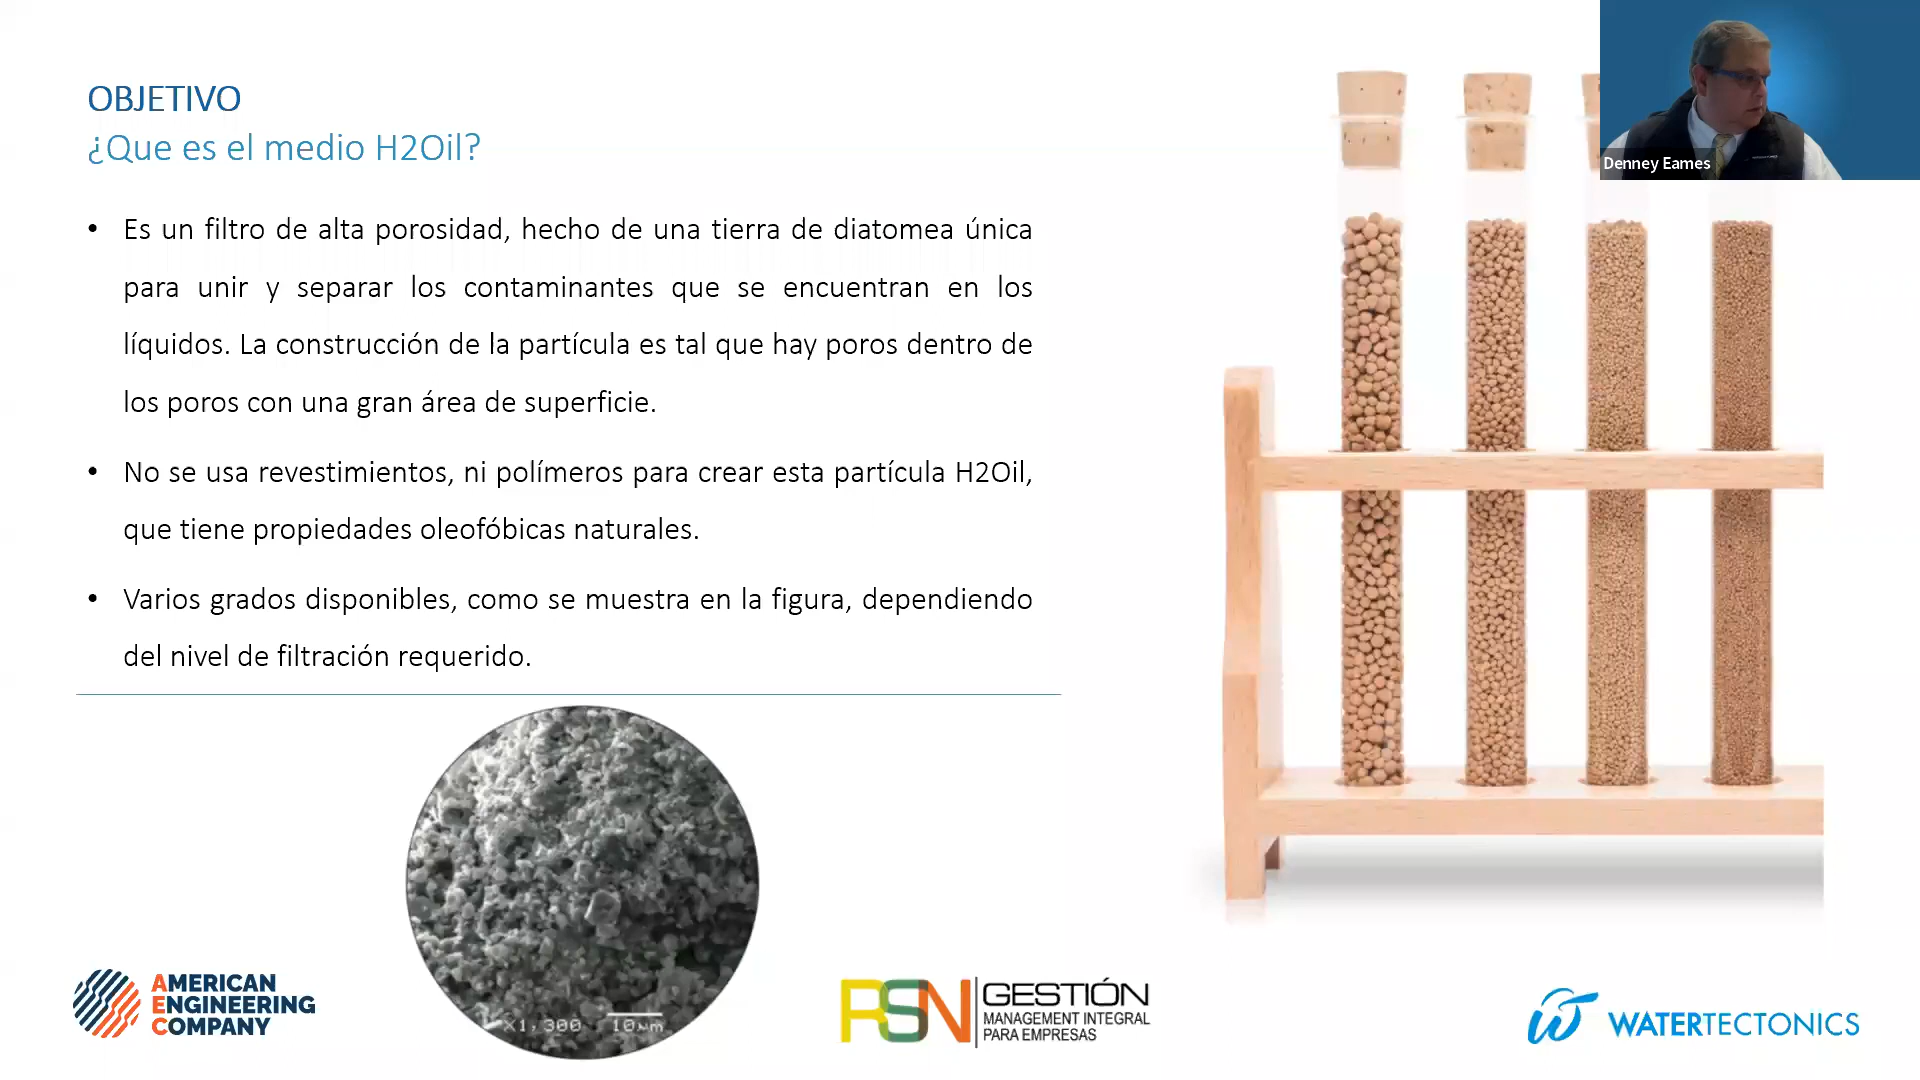 OBJETIVO
¿Que es el medio H2Oil?
• Es un filtro de alta porosidad, hecho de una tierra de diatomea única
para unir y separar los contaminantes que se encuentran en los
líquidos. La construcción de la partícula es tal que hay poros dentro de
los poros con una gran área de superficie.
• No se usa revestimientos, ni polímeros para crear esta partícula H2Oil,
que tiene propiedades oleofóbicas naturales.
• Varios grados disponibles, como se muestra en la figura, dependiendo
del nivel de filtración requerido.
Denney Eames
X1,300 10µm
AMERICAN
ENGINEERING
COMPANY
RSN GESTIÓN
MANAGEMENT INTEGRAL
PARA EMPRESAS
WATERTECTONICS